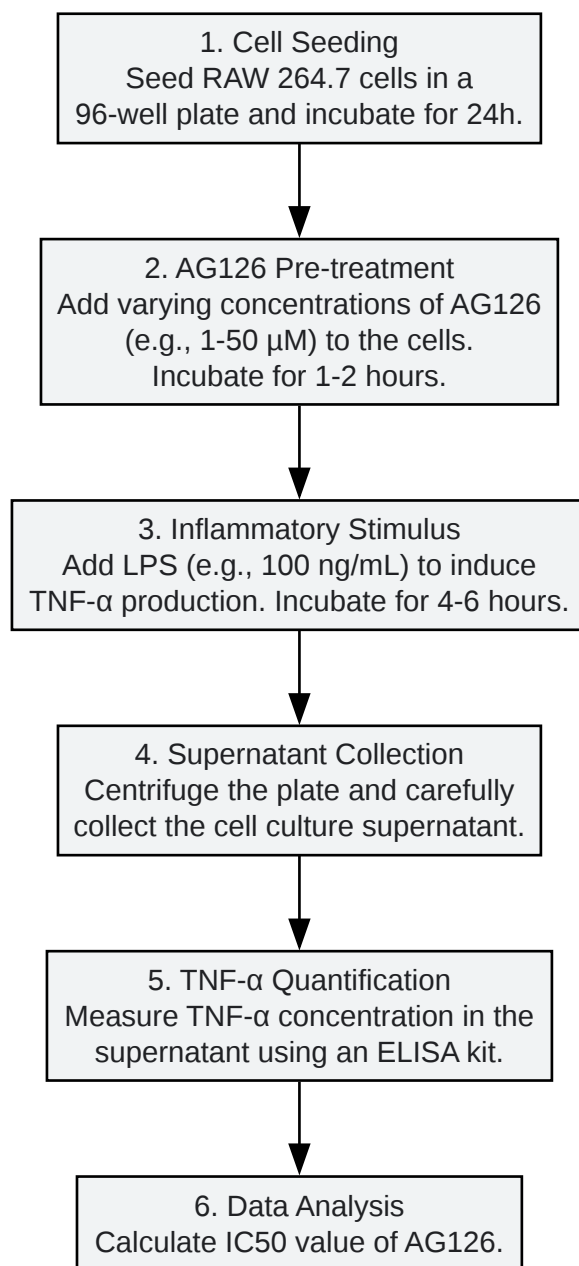 1. Cell Seeding
Seed RAW 264.7 cells in a
96-well plate and incubate for 24h.
2. AG126 Pre-treatment
Add varying concentrations of AG126
(e.g., 1-50 µM) to the cells.
Incubate for 1-2 hours.
3. Inflammatory Stimulus
Add LPS (e.g., 100 ng/mL) to induce
TNF-α production. Incubate for 4-6 hours.
4. Supernatant Collection
Centrifuge the plate and carefully
collect the cell culture supernatant.
5. TNF-α Quantification
Measure TNF-α concentration in the
supernatant using an ELISA kit.
6. Data Analysis
Calculate IC50 value of AG126.